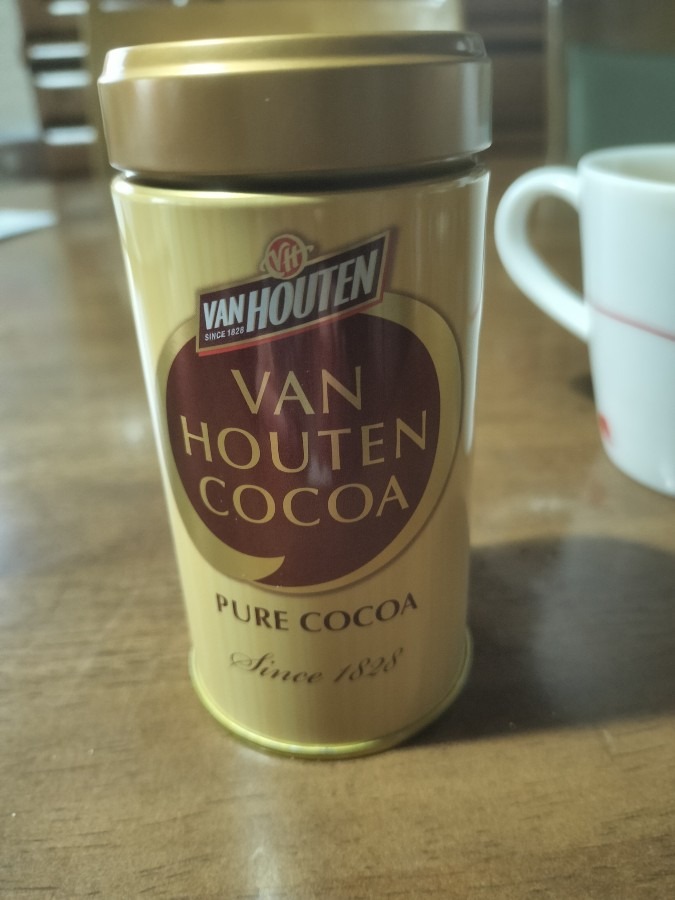 VH
VAN HOUTEN
SINCE 1828
VAN
HOUTEN
COCOA
PURE COCOA
Since 1828